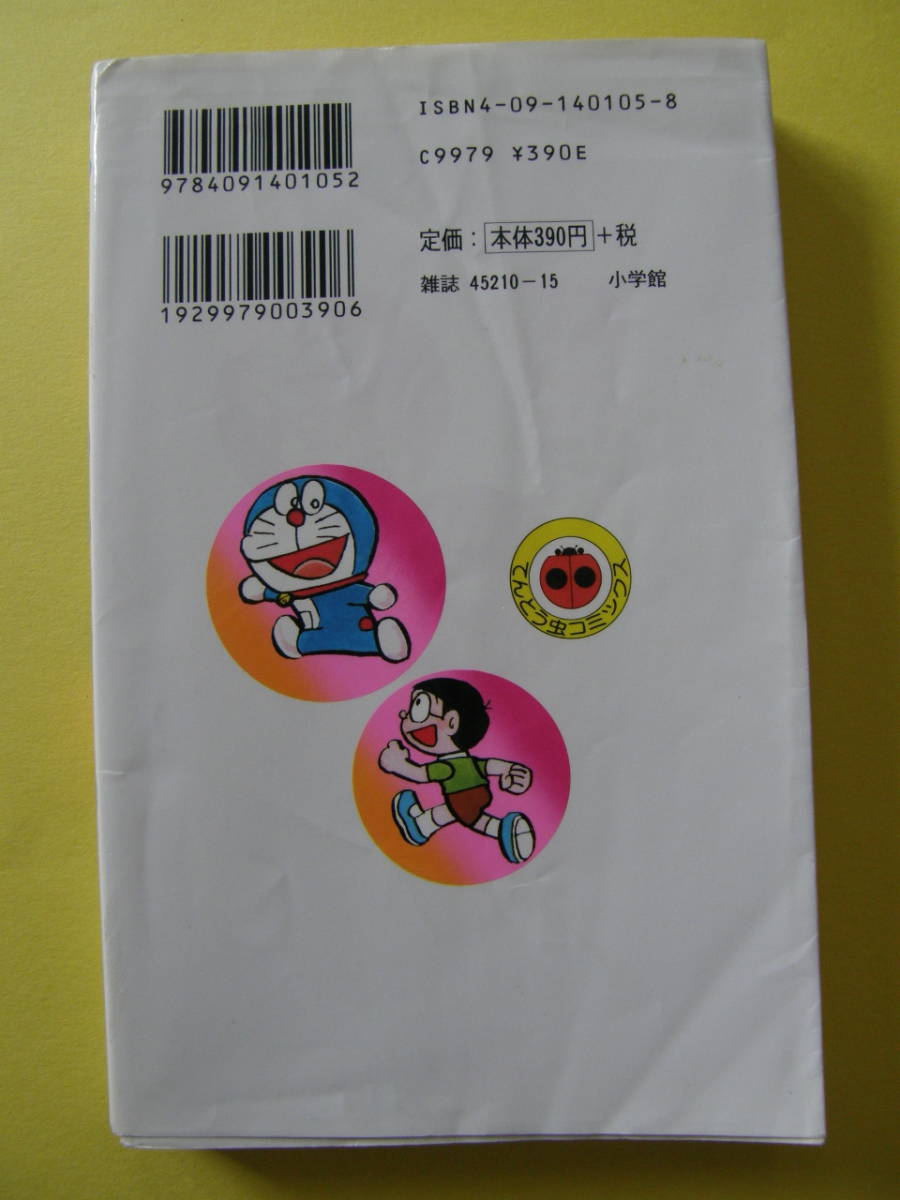 ISBN4-09-140105-8
C9979 ¥390E
9784091401052
定価：本体390円＋税
雑誌 45210－15 小学館
1929979003906
てんとう虫コミックス